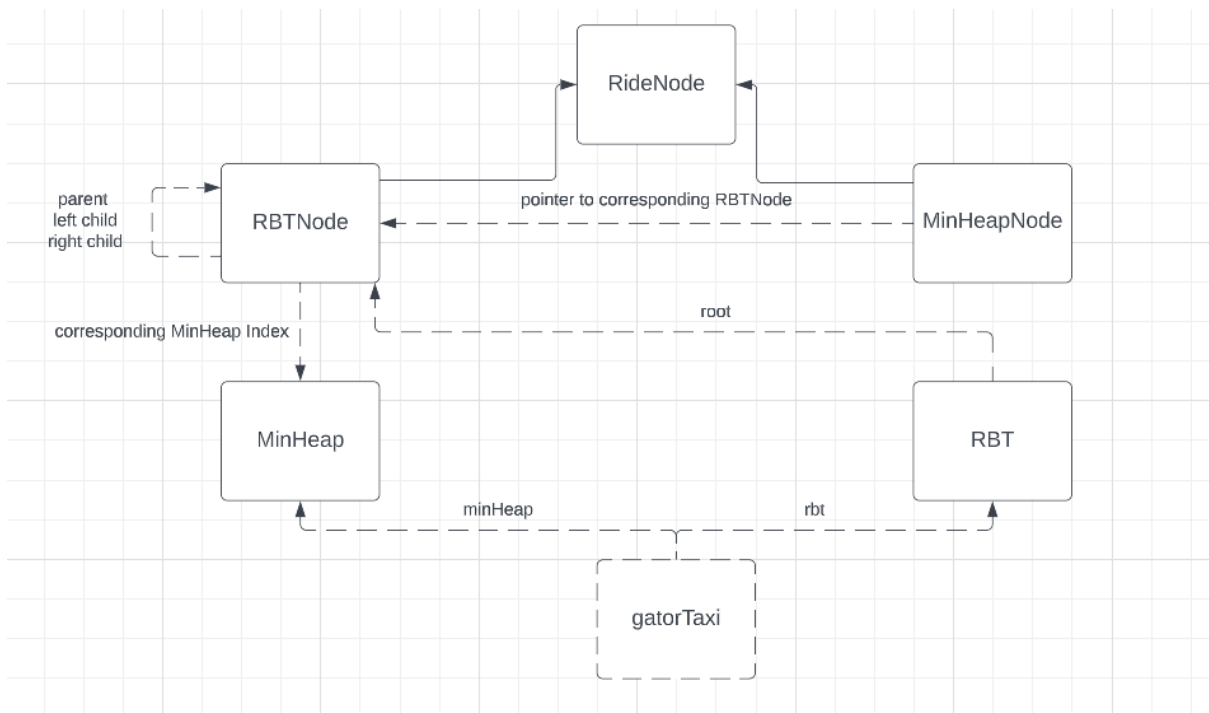 RideNode
parent
left child
right child
RBTNode
pointer to corresponding RBTNode
MinHeapNode
root
corresponding MinHeap Index
MinHeap
RBT
minHeap
rbt
gatorTaxi